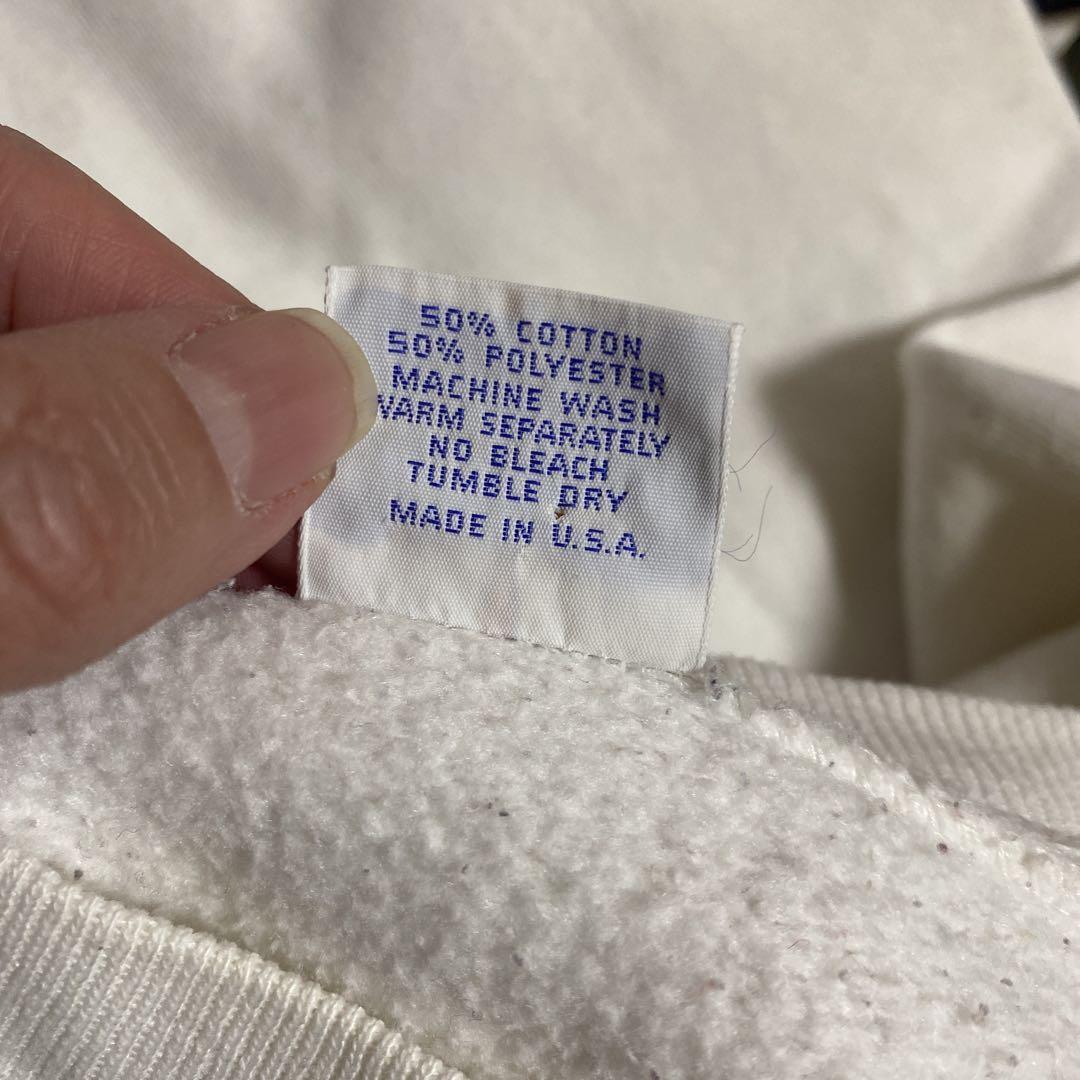 50% COTTON
50% POLYESTER
MACHINE WASH
WARM SEPARATELY
NO BLEACH
TUMBLE DRY
MADE IN U.S.A.